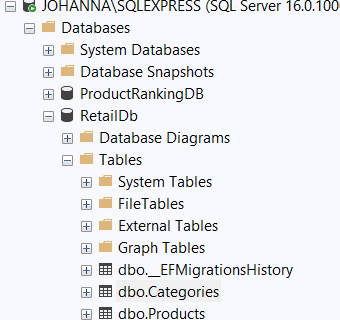 JOHANNA\SQLEXPRESS (SQL Server 16.0.100
Databases
System Databases
Database Snapshots
ProductRankingDB
RetailDb
Database Diagrams
Tables
System Tables
FileTables
External Tables
Graph Tables
dbo.__EFMigrationsHistory
dbo.Categories
dbo.Products